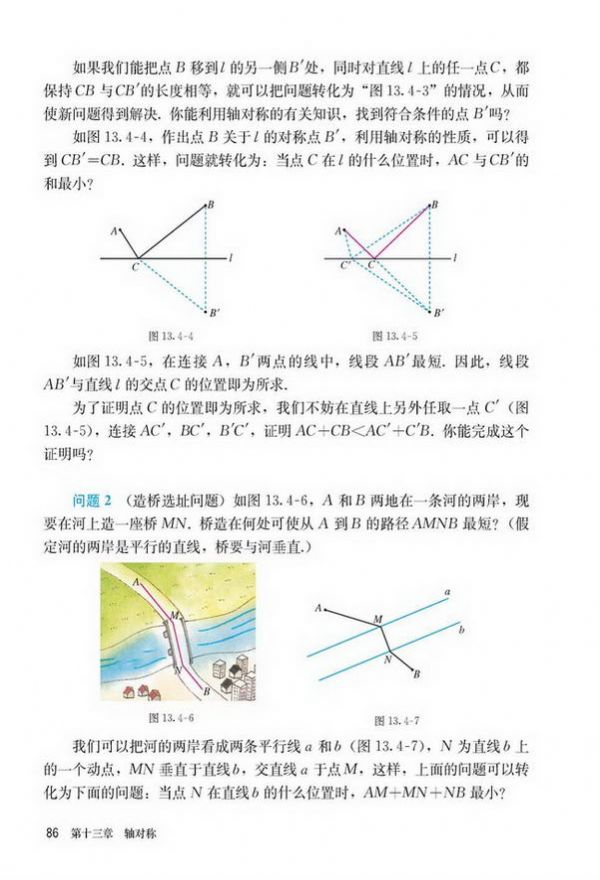 如果我们能把点 B 移到 l 的另一侧B′处，同时对直线 l 上的任一点C，都
保持 CB 与CB′的长度相等，就可以把问题转化为“图 13.4-3”的情况，从而
使新问题得到解决．你能利用轴对称的有关知识，找到符合条件的点 B′吗？
如图 13.4-4，作出点 B 关于 l 的对称点 B′，利用轴对称的性质，可以得
到 CB′=CB．这样，问题就转化为：当点 C 在 l 的什么位置时，AC 与CB′的
和最小？
A
B
C
l
B′
A
B
C′
C
l
B′
图 13.4-4
图 13.4-5
如图 13.4-5，在连接 A，B′两点的线中，线段 AB′最短．因此，线段
AB′与直线 l 的交点 C 的位置即为所求．
为了证明点 C 的位置即为所求，我们不妨在直线上另外任取一点 C′（图
13.4-5），连接 AC′，BC′，B′C′，证明 AC+CB<AC′+C′B．你能完成这个
证明吗？
问题 2 （造桥选址问题）如图 13.4-6，A 和 B 两地在一条河的两岸，现
要在河上造一座桥 MN．桥造在何处可使从 A 到 B 的路径 AMNB 最短？（假
定河的两岸是平行的直线，桥要与河垂直．）
A
M
N
B
A
M
a
b
N
B
图 13.4-6
图 13.4-7
我们可以把河的两岸看成两条平行线 a 和 b（图 13.4-7），N 为直线 b 上
的一个动点，MN 垂直于直线 b，交直线 a 于点 M，这样，上面的问题可以转
化为下面的问题：当点 N 在直线 b 的什么位置时，AM+MN+NB 最小？
86 第十三章 轴对称